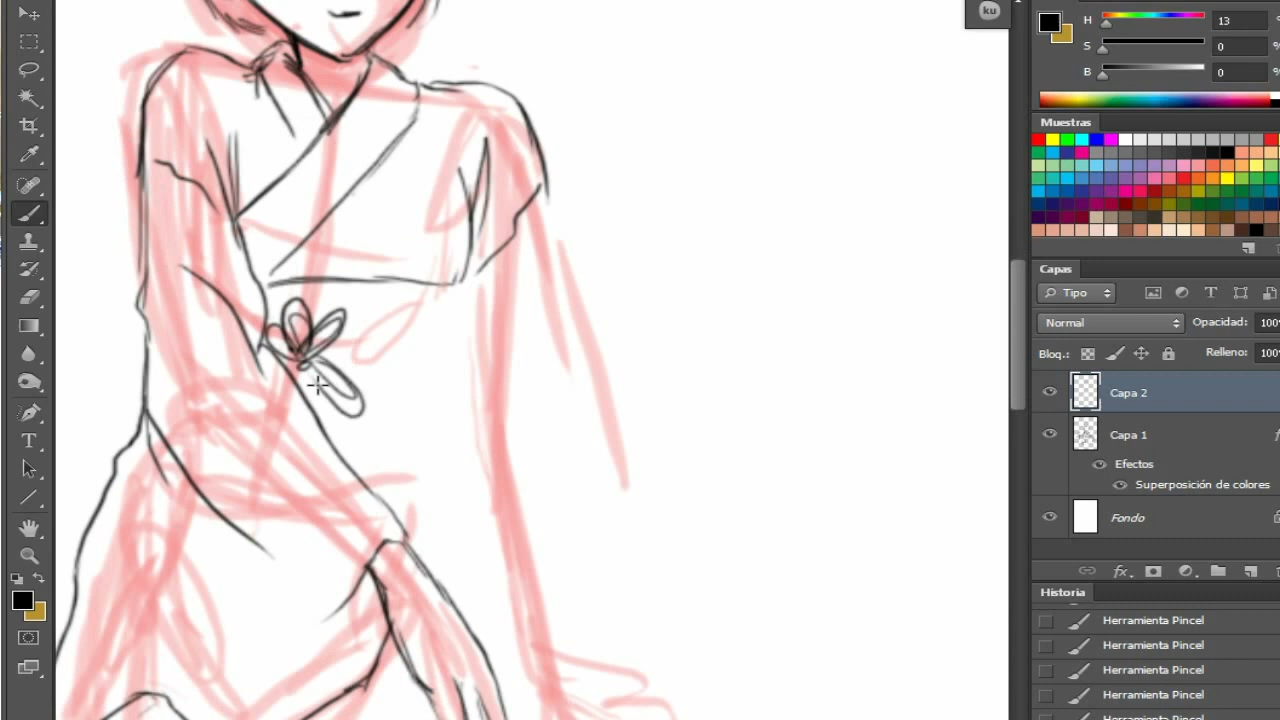 ku
H 13
S 0 %
B 0 %
Muestras
Capas
Tipo
Normal Opacidad: 100
Bloq.: Relleno: 100
Capa 2
Capa 1
Efectos
Superposición de colores
Fondo
fx
Historia
Herramienta Pincel
Herramienta Pincel
Herramienta Pincel
Herramienta Pincel
Herramienta Pincel